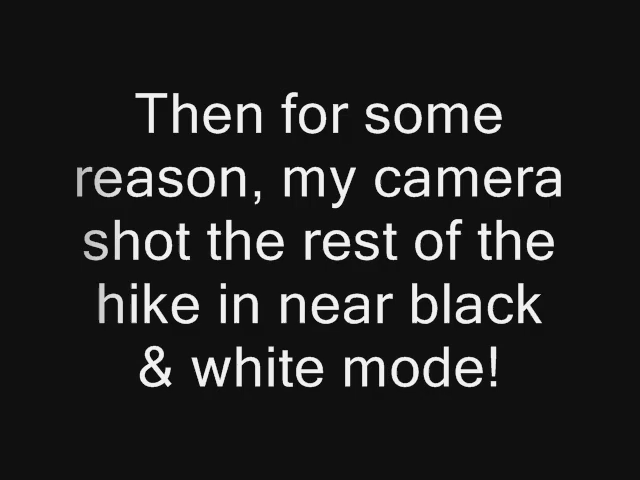 Then for some
reason, my camera
shot the rest of the
hike in near black
& white mode!